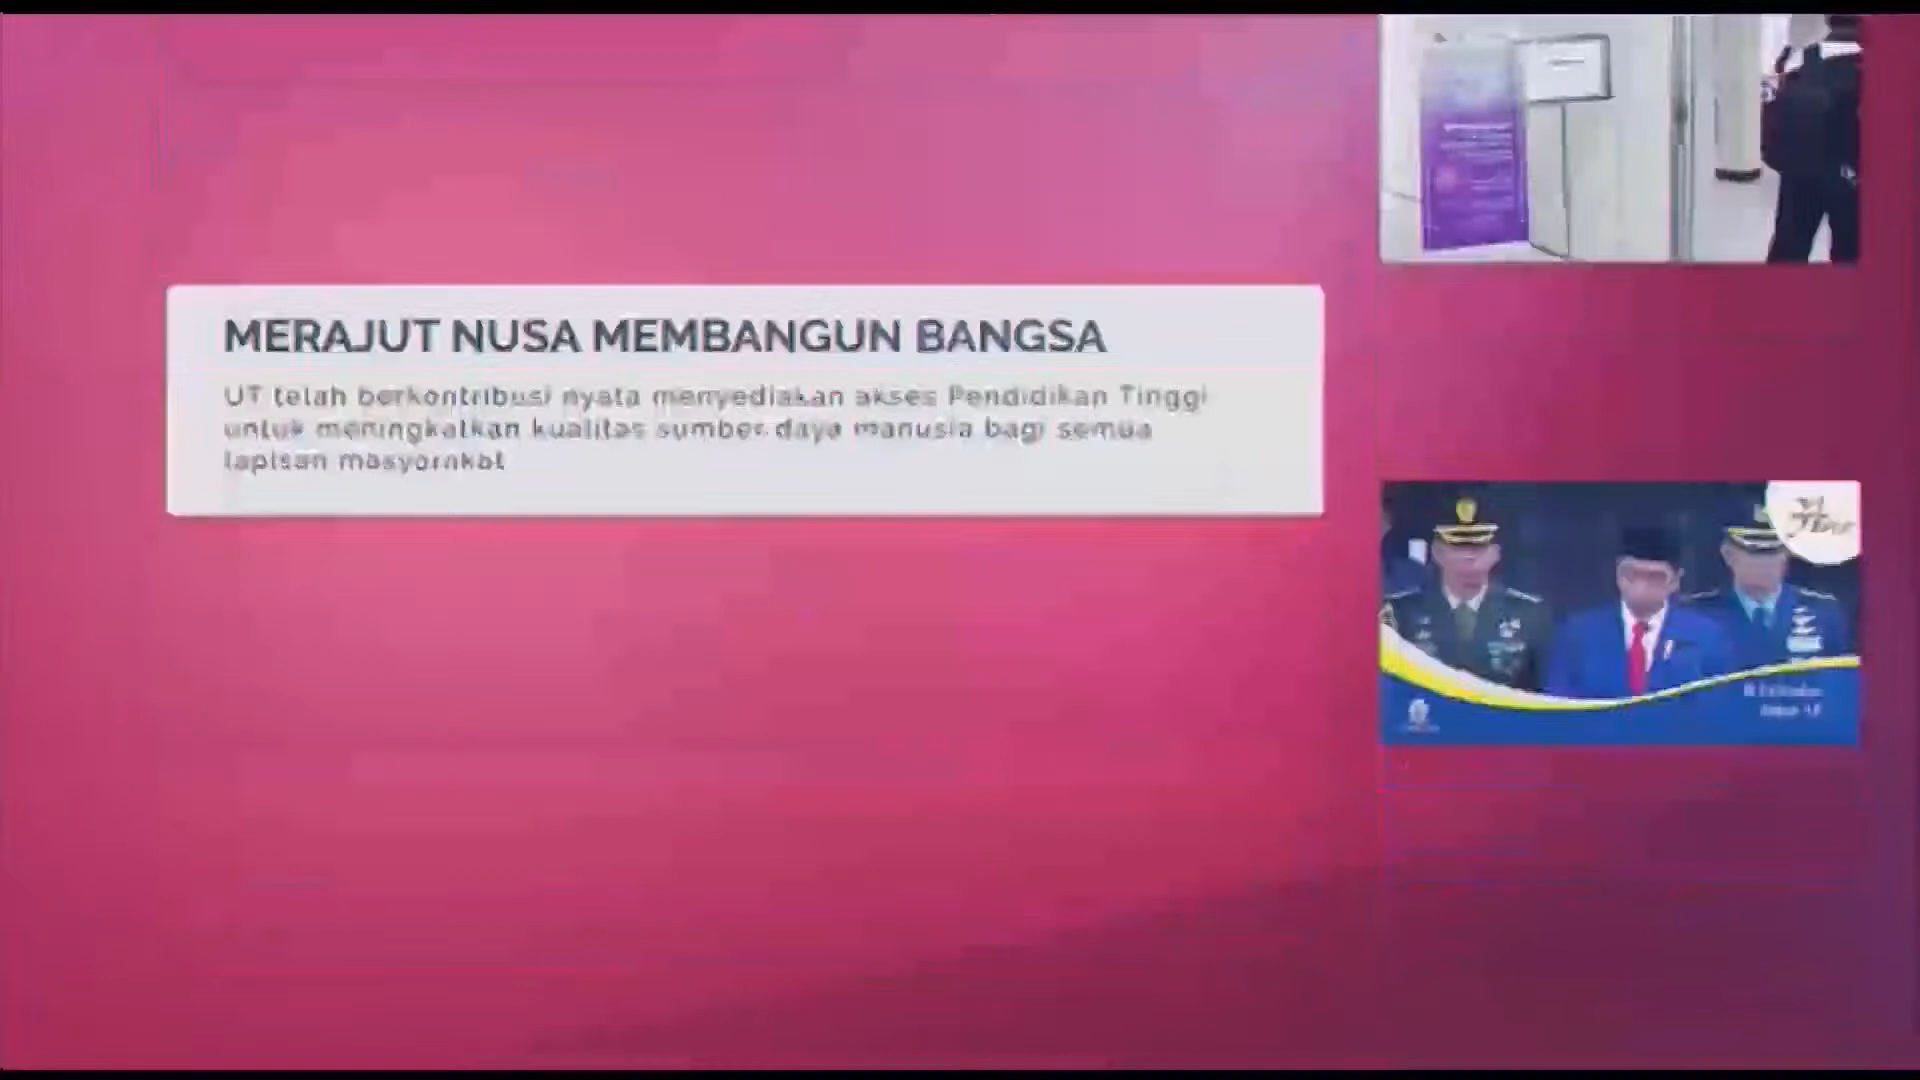 MERAJUT NUSA MEMBANGUN BANGSA
UT telah berkontribusi nyata menyediakan akses Pendidikan Tinggi
untuk meningkatkan kualitas sumber daya manusia bagi semua
lapisan masyarakat